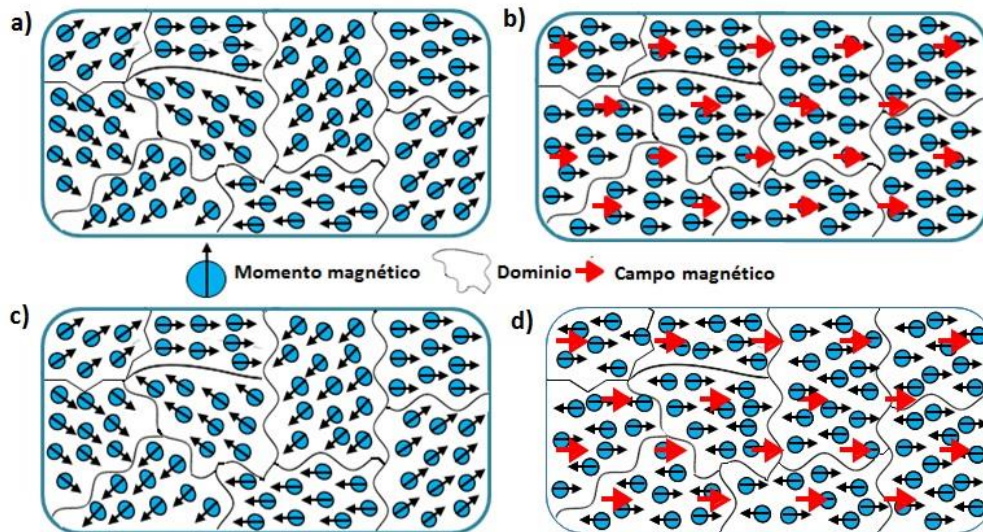 a)
b)
Momento magnético
Dominio
Campo magnético
c)
d)